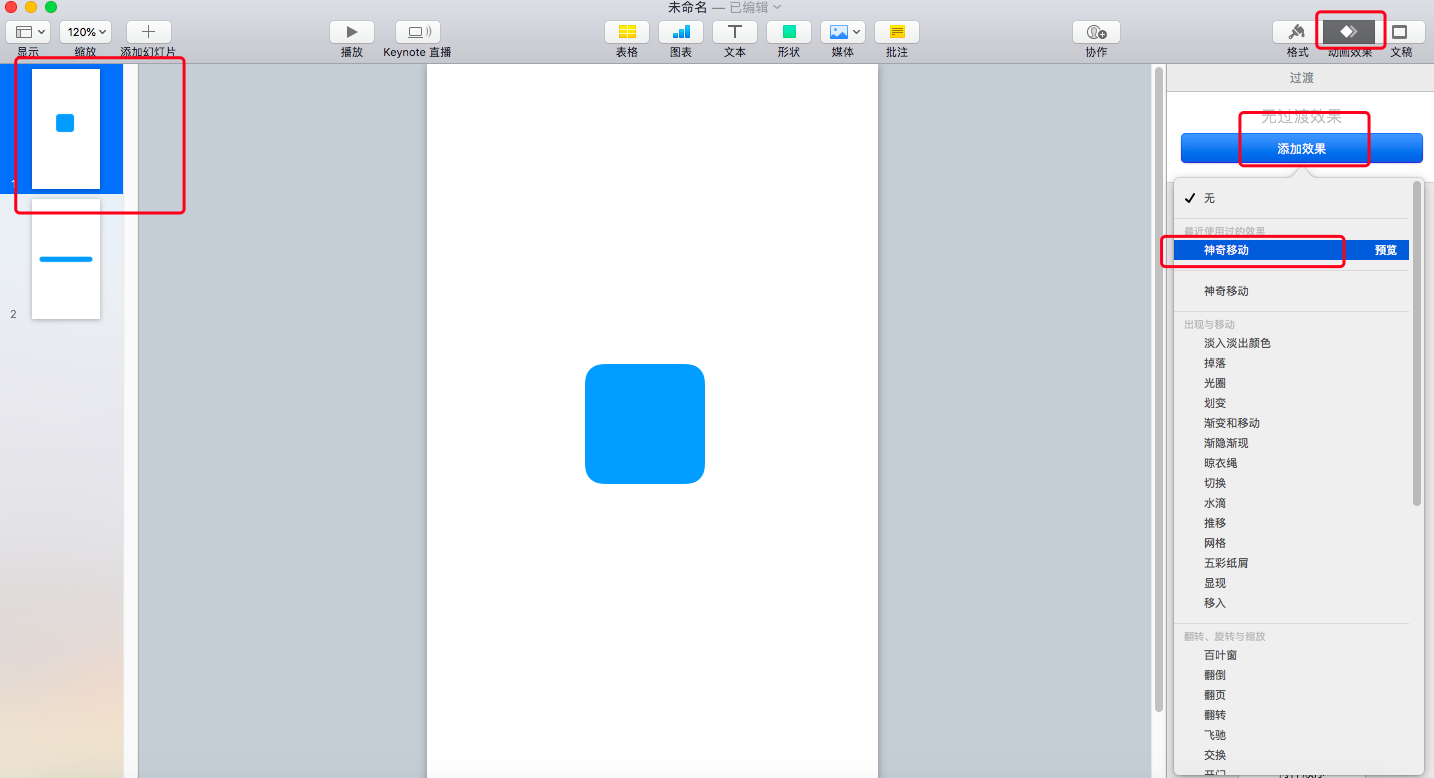 未命名 — 已编辑
120%
显示 缩放 添加幻灯片 播放 Keynote 直播 表格 图表 文本 形状 媒体 批注 协作 格式 动画效果 文稿
过渡
无过渡效果
添加效果
无
最近使用过的效果
神奇移动 预览
神奇移动
出现与移动
淡入淡出颜色
掉落
光圈
划变
渐变和移动
渐隐渐现
晾衣绳
切换
水滴
推移
网格
五彩纸屑
显现
移入
翻转、旋转与缩放
百叶窗
翻倒
翻页
翻转
飞驰
交换
开门
2